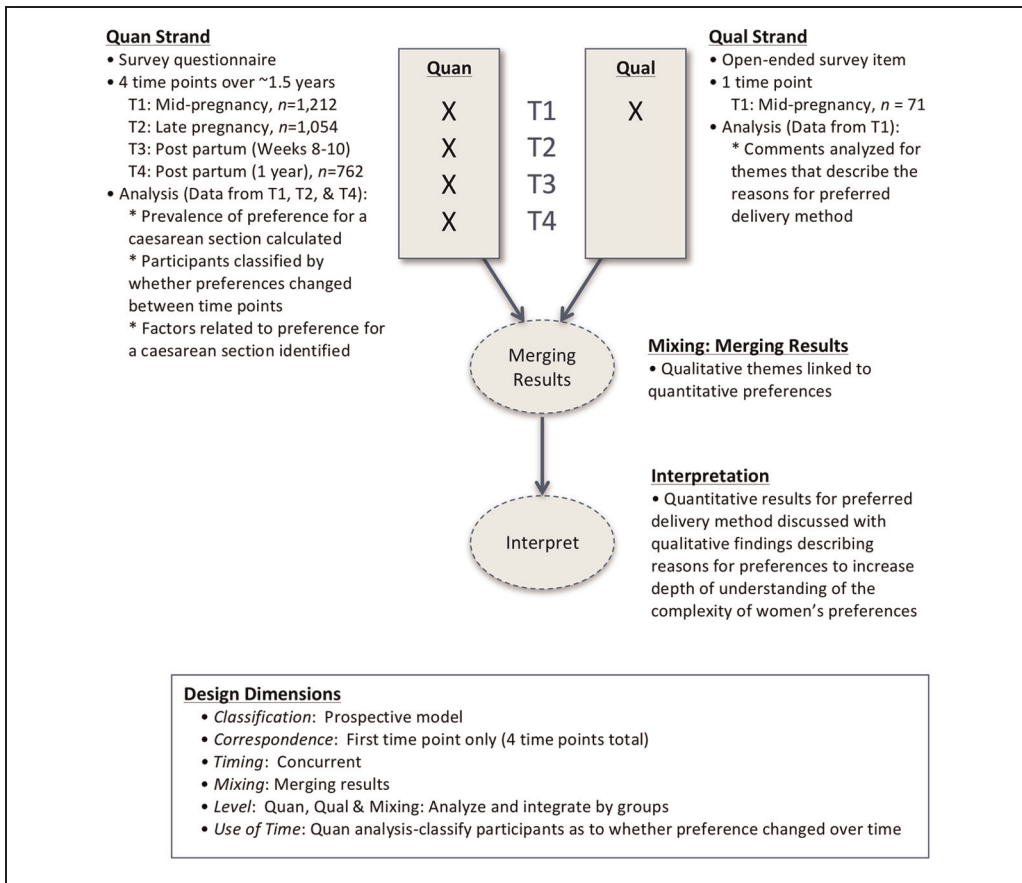 Quan Strand
• Survey questionnaire
• 4 time points over ~1.5 years
T1: Mid-pregnancy, n=1,212
T2: Late pregnancy, n=1,054
T3: Post partum (Weeks 8-10)
T4: Post partum (1 year), n=762
• Analysis (Data from T1, T2, & T4):
* Prevalence of preference for a
caesarean section calculated
* Participants classified by
whether preferences changed
between time points
* Factors related to preference for
a caesarean section identified
Quan
X
X
X
X
T1
T2
T3
T4
Qual
X
Qual Strand
• Open-ended survey item
• 1 time point
T1: Mid-pregnancy, n = 71
• Analysis (Data from T1):
* Comments analyzed for
themes that describe the
reasons for preferred
delivery method
Merging
Results
Mixing: Merging Results
• Qualitative themes linked to
quantitative preferences
Interpret
Interpretation
• Quantitative results for preferred
delivery method discussed with
qualitative findings describing
reasons for preferences to increase
depth of understanding of the
complexity of women's preferences
Design Dimensions
• Classification: Prospective model
• Correspondence: First time point only (4 time points total)
• Timing: Concurrent
• Mixing: Merging results
• Level: Quan, Qual & Mixing: Analyze and integrate by groups
• Use of Time: Quan analysis-classify participants as to whether preference changed over time